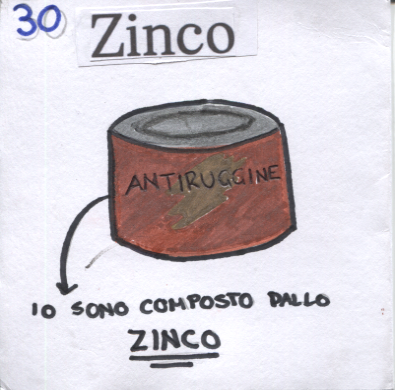 30
Zinco
ANTIRUGGINE
IO SONO COMPOSTO DALLO
ZINCO